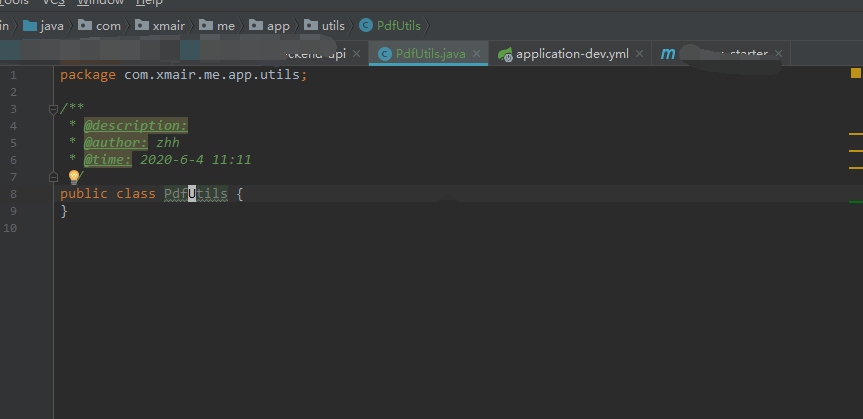 Tools VCS Window Help
in java com xmair me app utils PdfUtils
ackend-api PdfUtils.java application-dev.yml starter
1 package com.xmair.me.app.utils;
2
3 /**
4 * @description:
5 * @author: zhh
6 * @time: 2020-6-4 11:11
7 /
8 public class PdfUtils {
9 }
10